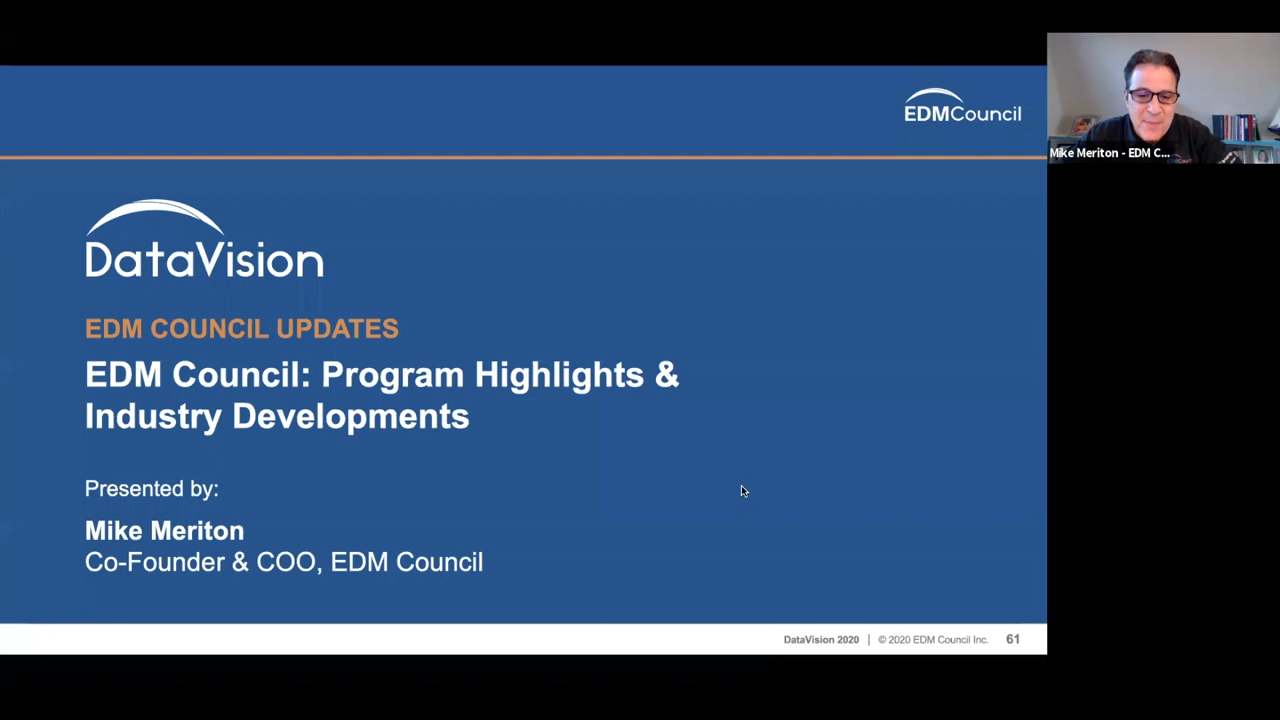 EDMCouncil
Mike Meriton - EDM C...
DataVision
EDM COUNCIL UPDATES
EDM Council: Program Highlights &
Industry Developments
Presented by:
Mike Meriton
Co-Founder & COO, EDM Council
DataVision 2020 | © 2020 EDM Council Inc. 61